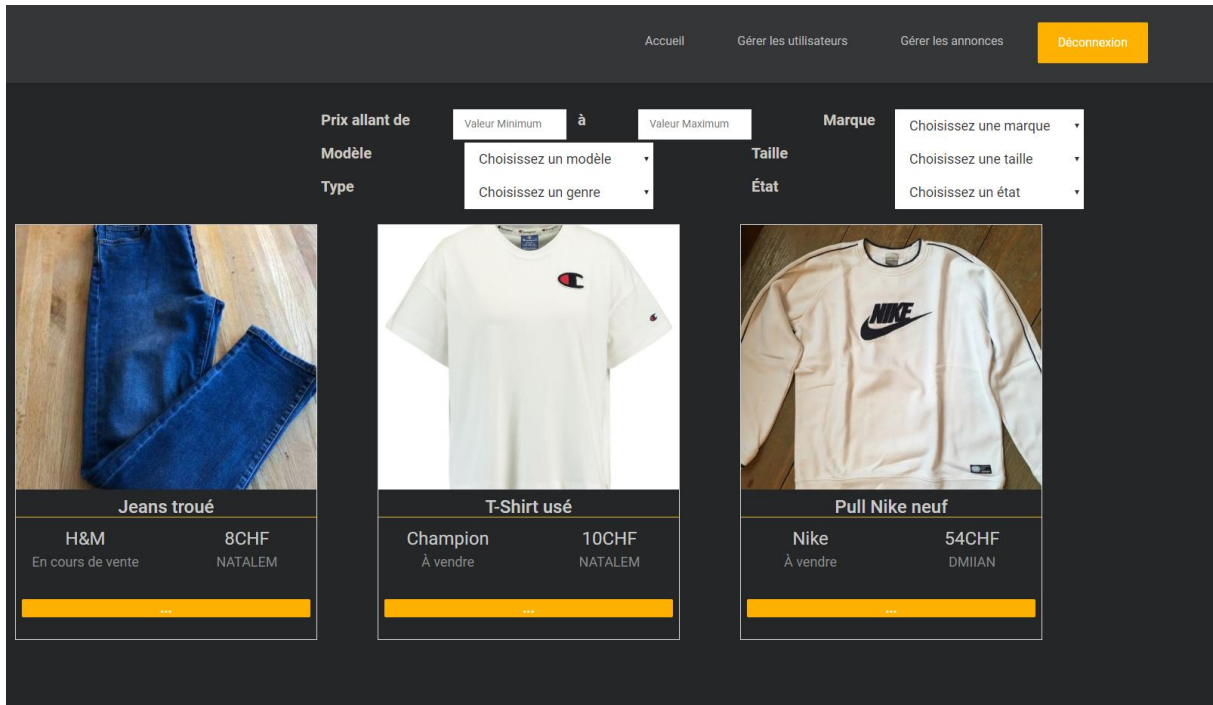 Accueil Gérer les utilisateurs Gérer les annonces Déconnexion
Prix allant de Valeur Minimum à Valeur Maximum Marque Choisissez une marque
Modèle Choisissez un modèle Taille Choisissez une taille
Type Choisissez un genre État Choisissez un état
NIKE
Jeans troué T-Shirt usé Pull Nike neuf
H&M 8CHF Champion 10CHF Nike 54CHF
En cours de vente NATALEM À vendre NATALEM À vendre DMIIAN
... ... ...